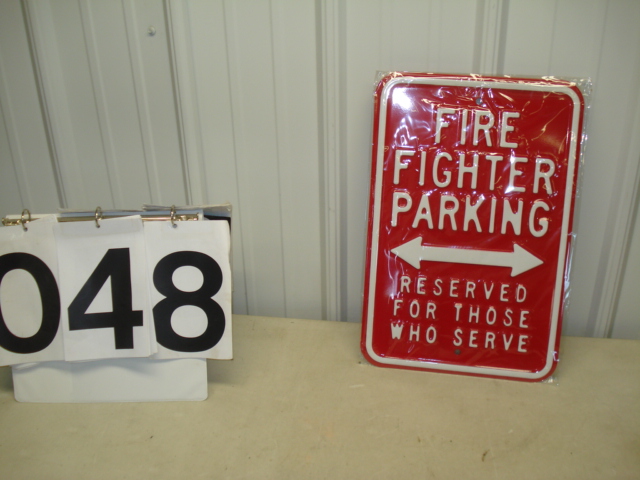 048
FIRE
FIGHTER
PARKING
RESERVED
FOR THOSE
WHO SERVE